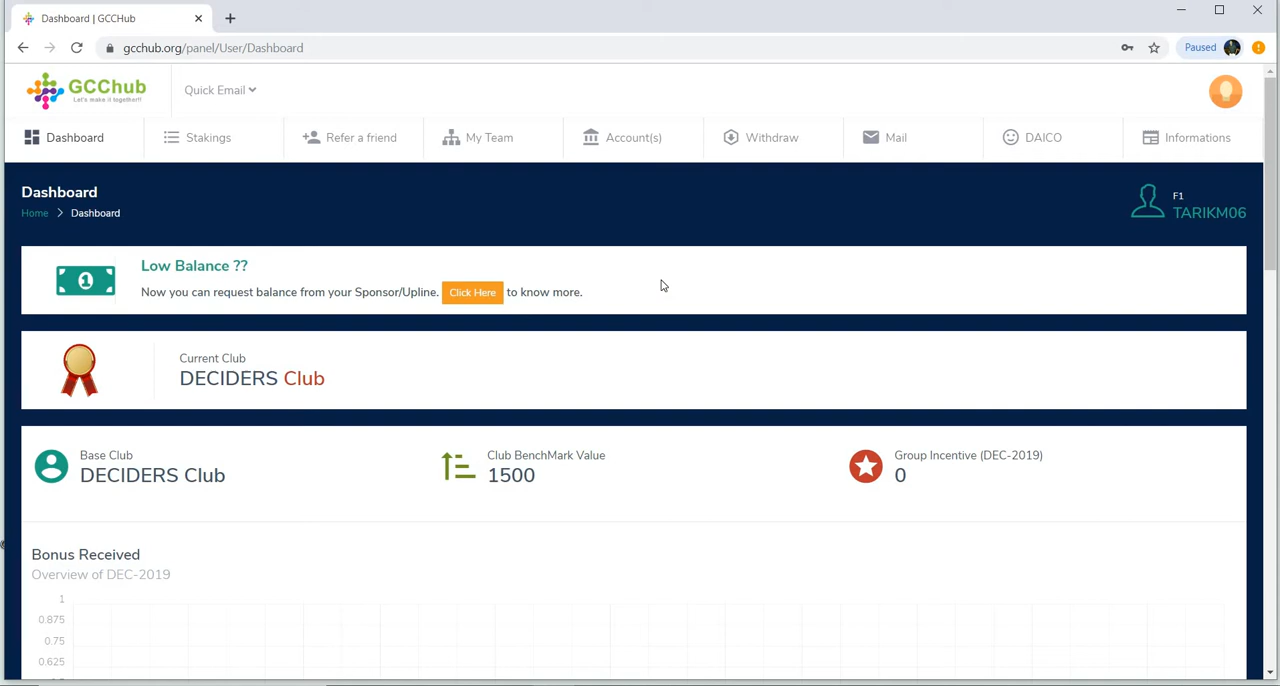 Dashboard | GCCHub
gcchub.org/panel/User/Dashboard
Paused
GCChub
Let's make it together!!
Quick Email
Dashboard
Stakings
Refer a friend
My Team
Account(s)
Withdraw
Mail
DAICO
Informations
Dashboard
Home > Dashboard
F1
TARIKM06
Low Balance ??
Now you can request balance from your Sponsor/Upline. Click Here to know more.
Current Club
DECIDERS Club
Base Club
DECIDERS Club
Club BenchMark Value
1500
Group Incentive (DEC-2019)
0
Bonus Received
Overview of DEC-2019
1
0.875
0.75
0.625